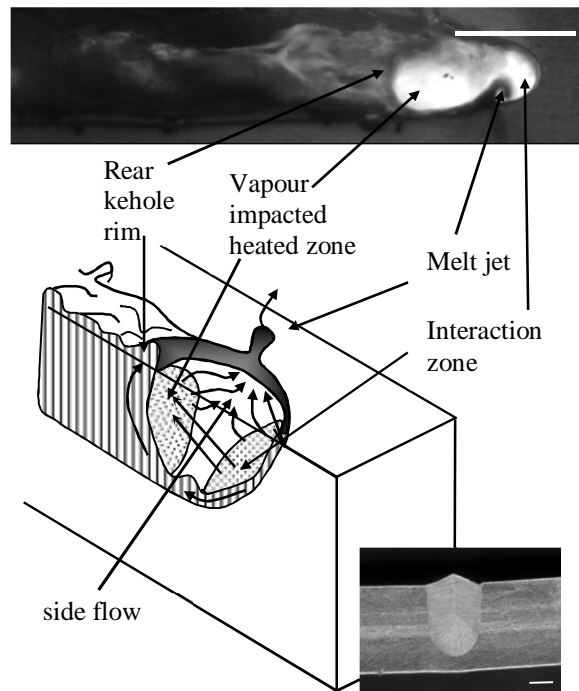 Rear
kehole
rim
Vapour
impacted
heated zone
Melt jet
Interaction
zone
side flow